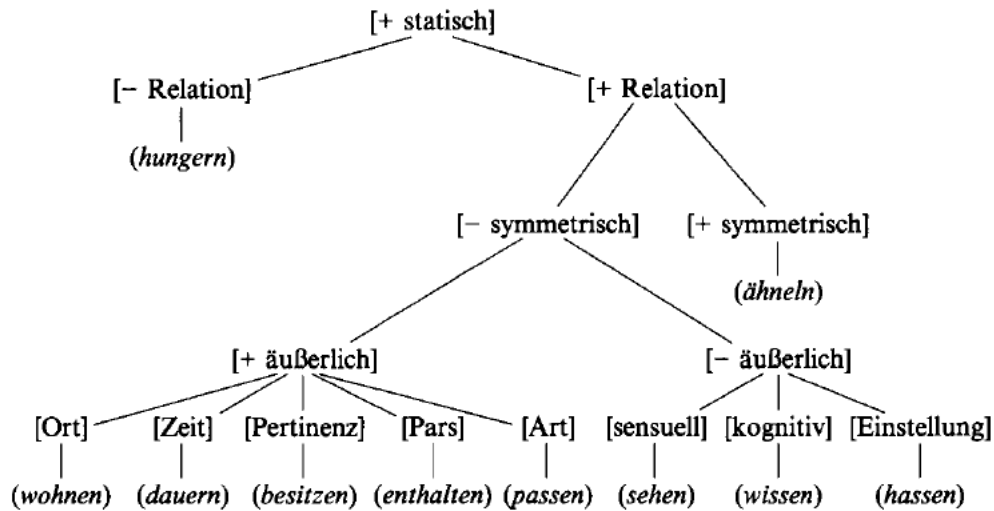 [+ statisch]
[− Relation] [+ Relation]
(hungern)
[− symmetrisch] [+ symmetrisch]
(ähneln)
[+ äußerlich] [− äußerlich]
[Ort] [Zeit] [Pertinenz] [Pars] [Art] [sensuell] [kognitiv] [Einstellung]
(wohnen) (dauern) (besitzen) (enthalten) (passen) (sehen) (wissen) (hassen)